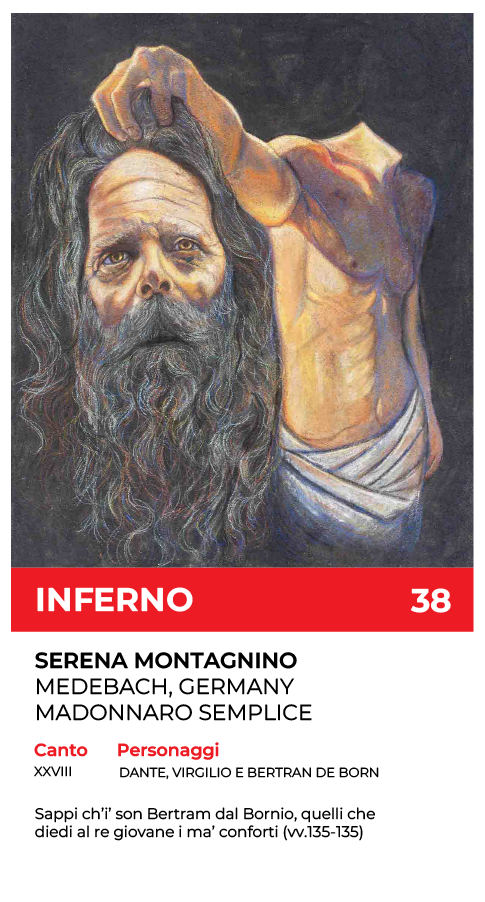 INFERNO 38
SERENA MONTAGNINO
MEDEBACH, GERMANY
MADONNARO SEMPLICE
Canto Personaggi
XXVIII DANTE, VIRGILIO E BERTRAN DE BORN
Sappi ch’i’ son Bertram dal Bornio, quelli che
diedi al re giovane i ma’ conforti (vv.135-135)